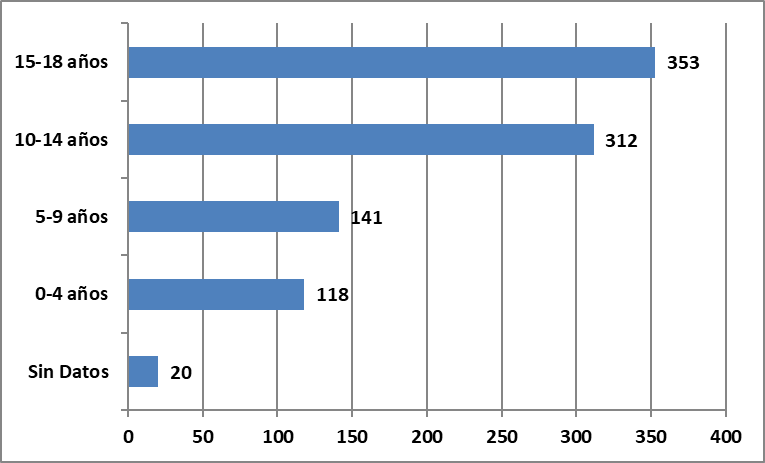 15-18 años 353
10-14 años 312
5-9 años 141
0-4 años 118
Sin Datos 20
0 50 100 150 200 250 300 350 400